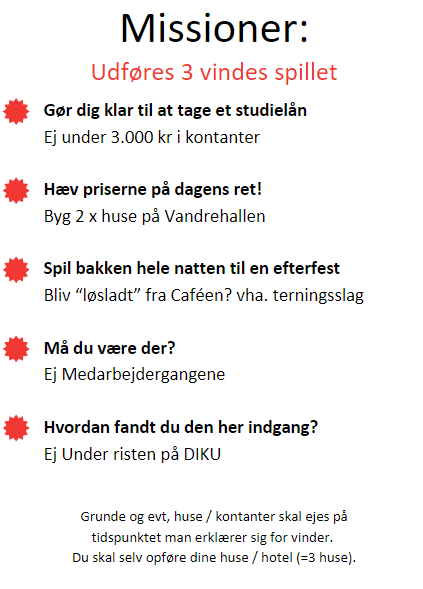 Missioner:
Udføres 3 vindes spillet
Gør dig klar til at tage et studielån
Ej under 3.000 kr i kontanter
Hæv priserne på dagens ret!
Byg 2 x huse på Vandrehallen
Spil bakken hele natten til en efterfest
Bliv “løsladt” fra Caféen? vha. terningsslag
Må du være der?
Ej Medarbejdergangene
Hvordan fandt du den her indgang?
Ej Under risten på DIKU
Grunde og evt, huse / kontanter skal ejes på
tidspunktet man erklærer sig for vinder.
Du skal selv opføre dine huse / hotel (=3 huse).